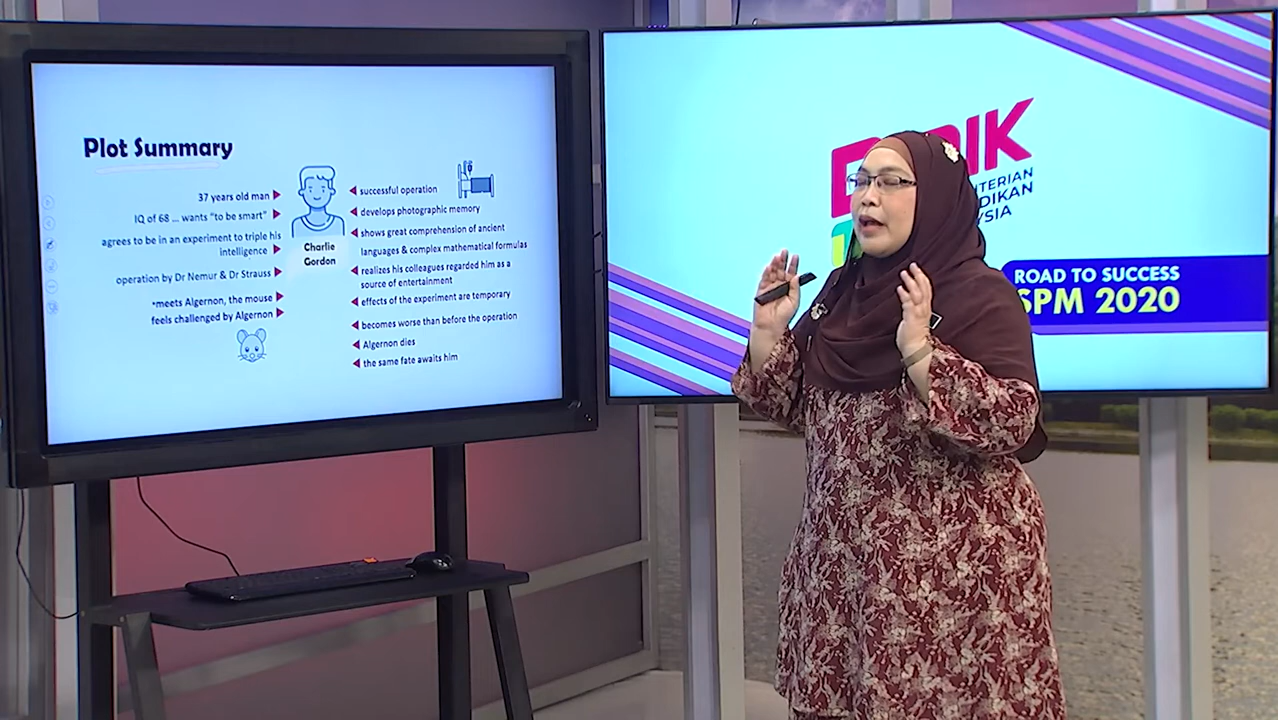 Plot Summary
37 years old man
IQ of 68 ... wants "to be smart"
agrees to be in an experiment to triple his
intelligence
operation by Dr Nemur & Dr Strauss
*meets Algernon, the mouse
feels challenged by Algernon
Charlie
Gordon
successful operation
develops photographic memory
shows great comprehension of ancient
languages & complex mathematical formulas
realizes his colleagues regarded him as a
source of entertainment
effects of the experiment are temporary
becomes worse than before the operation
Algernon dies
the same fate awaits him
ROAD TO SUCCESS
SPM 2020